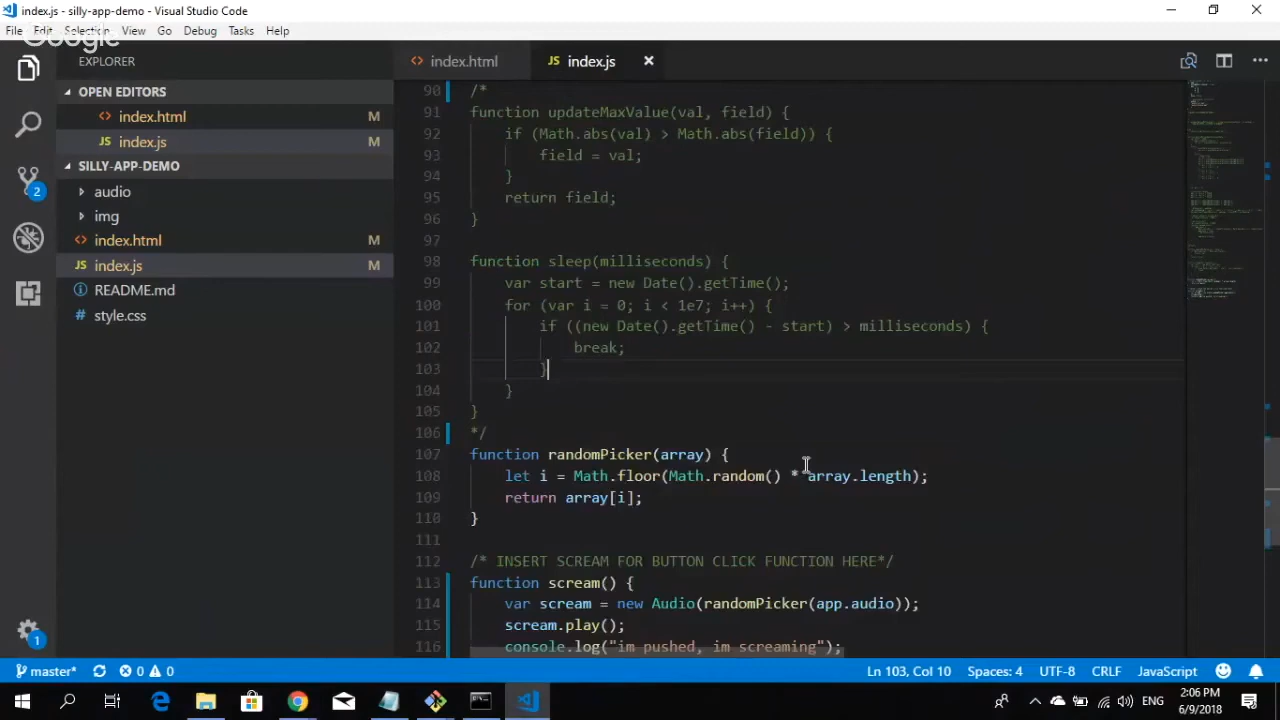 index.js - silly-app-demo - Visual Studio Code
File Edit Selection View Go Debug Tasks Help
Google
EXPLORER
index.html
index.js
OPEN EDITORS
index.html M
index.js M
SILLY-APP-DEMO
audio
img
index.html M
index.js M
README.md
style.css
2
1
90 /*
91 function updateMaxValue(val, field) {
92 if (Math.abs(val) > Math.abs(field)) {
93 field = val;
94 }
95 return field;
96 }
97
98 function sleep(milliseconds) {
99 var start = new Date().getTime();
100 for (var i = 0; i < 1e7; i++) {
101 if ((new Date().getTime() - start) > milliseconds) {
102 break;
103 }
104 }
105 }
106 */
107 function randomPicker(array) {
108 let i = Math.floor(Math.random() * array.length);
109 return array[i];
110 }
111
112 /* INSERT SCREAM FOR BUTTON CLICK FUNCTION HERE*/
113 function scream() {
114 var scream = new Audio(randomPicker(app.audio));
115 scream.play();
116 console.log("im pushed, im screaming");
master* 0 0 Ln 103, Col 10 Spaces: 4 UTF-8 CRLF JavaScript
ENG
2:06 PM
6/9/2018